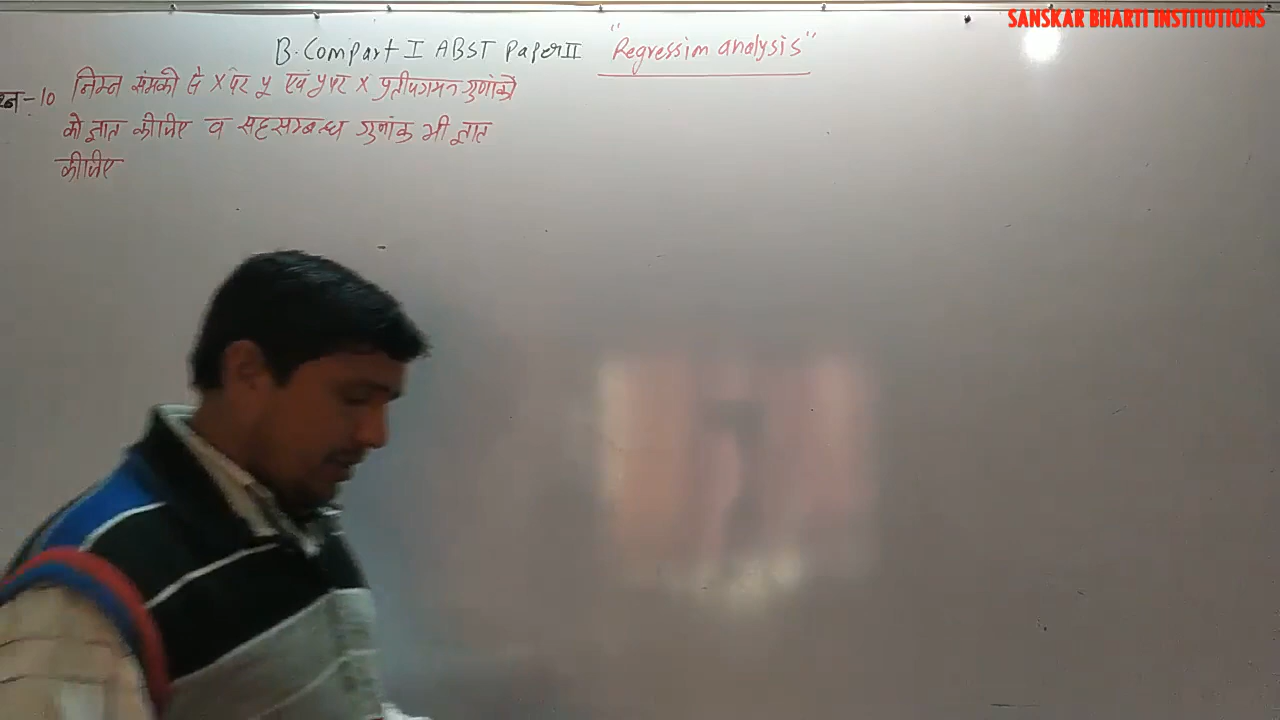 SANSKAR BHARTI INSTITUTIONS
B.Com part I ABST Paper II "Regression analysis"
प्रश्न-10 निम्न समंको से X पर y एवं y पर X प्रतीपगमन गुणांको
को ज्ञात कीजिए व सहसम्बन्ध गुणांक भी ज्ञात
कीजिए